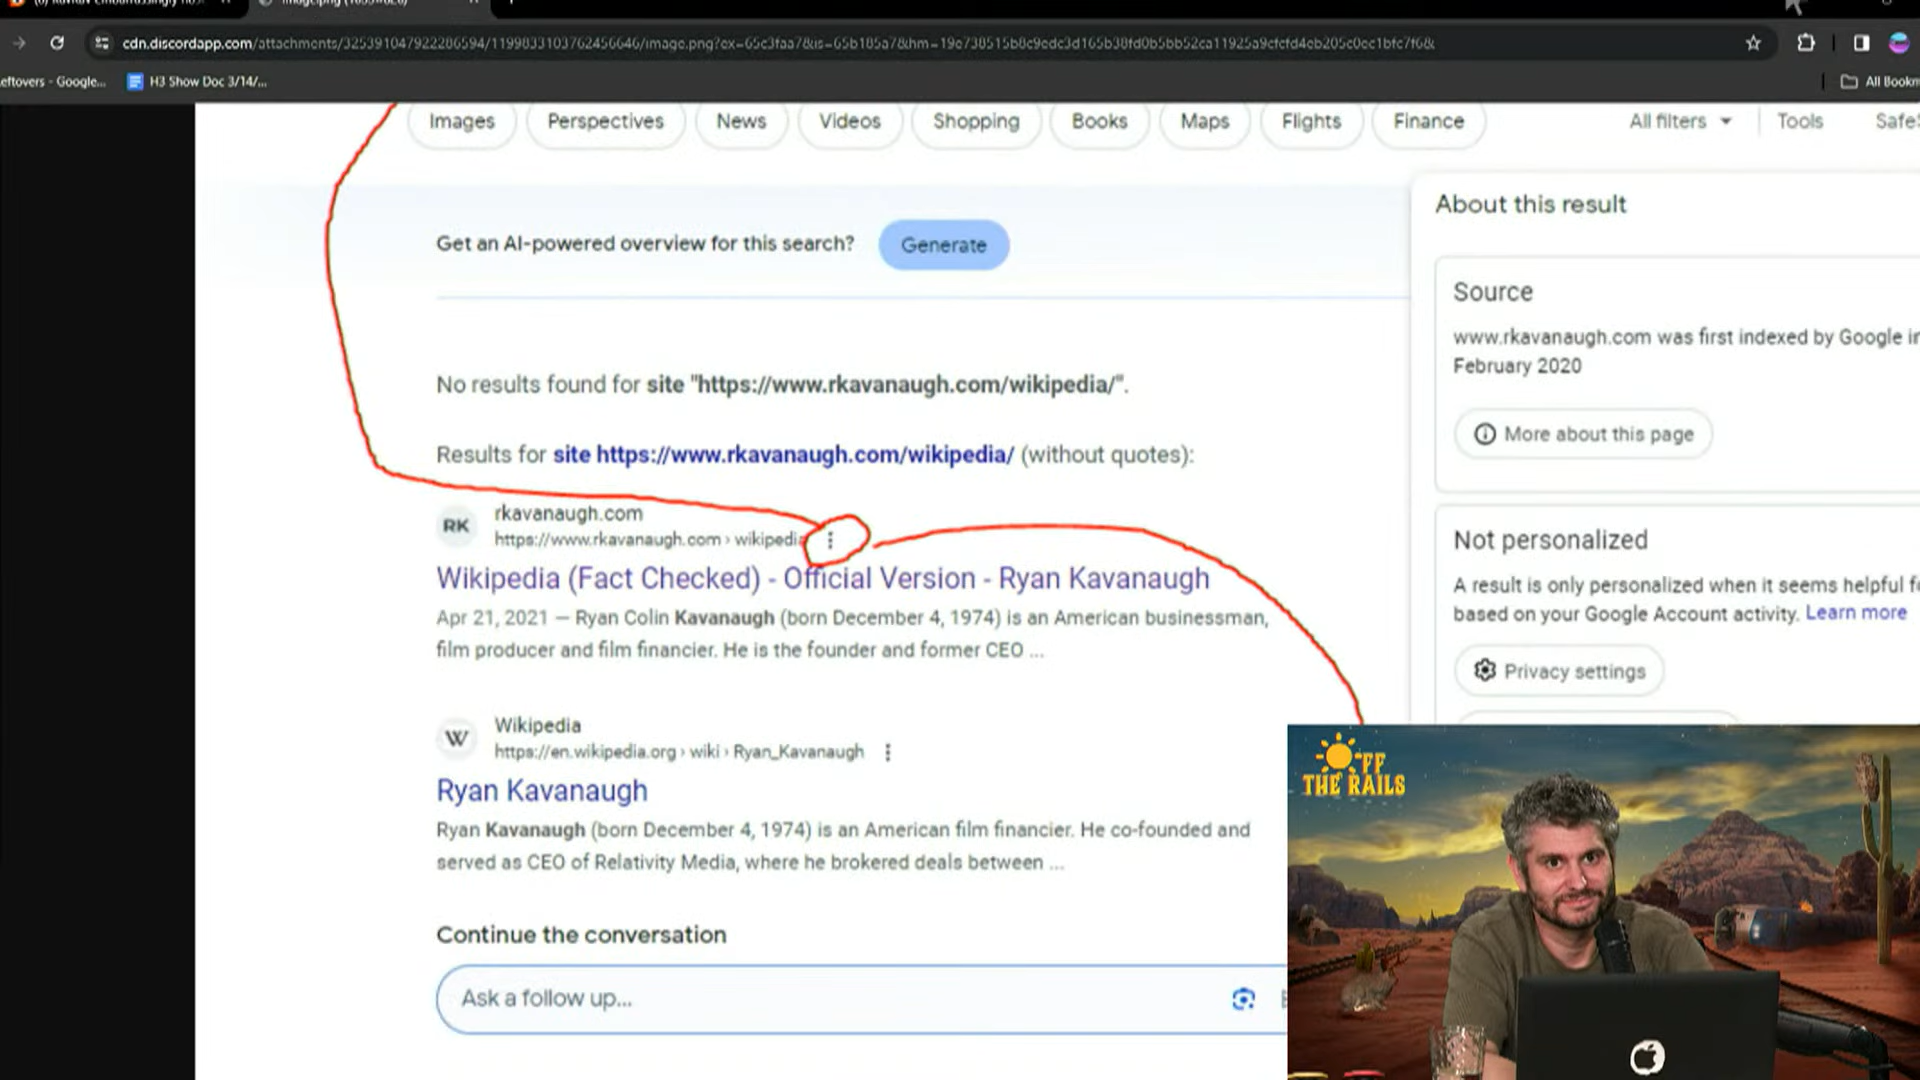 cdn.discordapp.com/attachments/325391047922286594/1199833103762456646/image.png?
H3 Show Doc 3/14/...
eftovers - Google...
All Bookm
Images
Perspectives
News
Videos
Shopping
Books
Maps
Flights
Finance
All filters
Tools
Safe
About this result
Get an AI-powered overview for this search?
Generate
Source
www.rkavanaugh.com was first indexed by Google in
February 2020
More about this page
No results found for site "https://www.rkavanaugh.com/wikipedia/".
Results for site https://www.rkavanaugh.com/wikipedia/ (without quotes):
RK
rkavanaugh.com
https://www.rkavanaugh.com › wikipedia
Wikipedia (Fact Checked) - Official Version - Ryan Kavanaugh
Apr 21, 2021 — Ryan Colin Kavanaugh (born December 4, 1974) is an American businessman,
film producer and film financier. He is the founder and former CEO ...
Not personalized
A result is only personalized when it seems helpful fo
based on your Google Account activity. Learn more
Privacy settings
W
Wikipedia
https://en.wikipedia.org › wiki › Ryan_Kavanaugh
Ryan Kavanaugh
Ryan Kavanaugh (born December 4, 1974) is an American film financier. He co-founded and
served as CEO of Relativity Media, where he brokered deals between ...
Continue the conversation
Ask a follow up...
OFF
THE RAILS